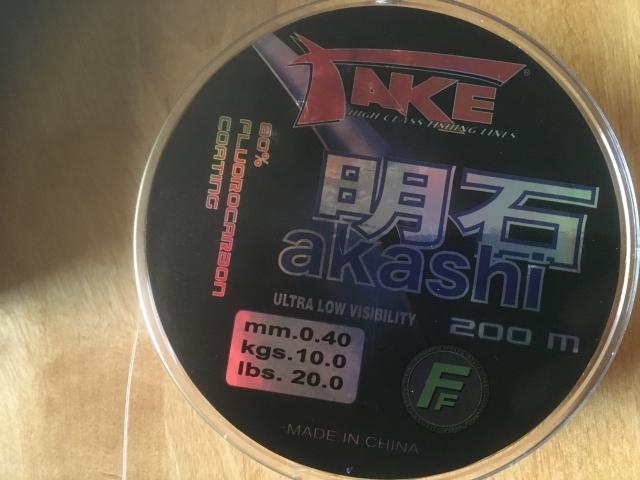 TAKE®
HIGH CLASS FISHING LINES
80%
FLUOROCARBON
COATING
明石
akashi
ULTRA LOW VISIBILITY
200 m
mm.0.40
kgs.10.0
lbs. 20.0
FF
MADE IN CHINA